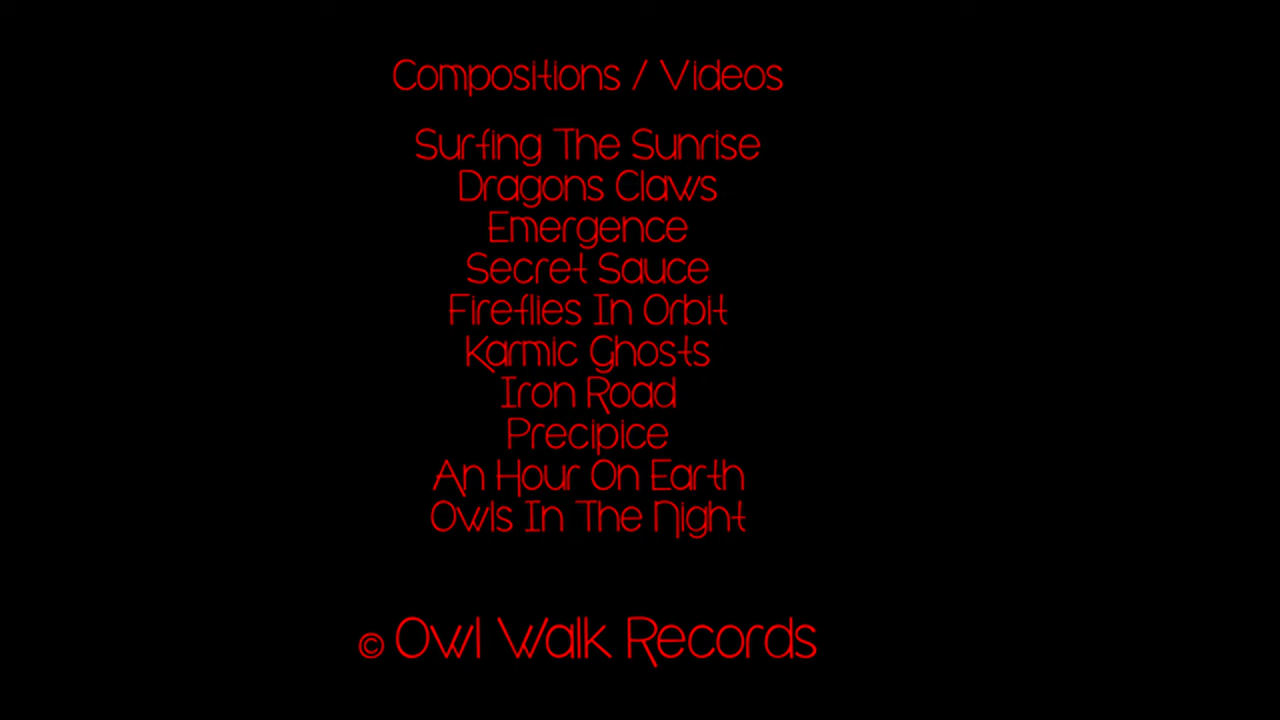 Compositions / Videos
Surfing The Sunrise
Dragons Claws
Emergence
Secret Sauce
Fireflies In Orbit
Karmic Ghosts
Iron Road
Precipice
An Hour On Earth
Owls In The Night
© Owl Walk Records